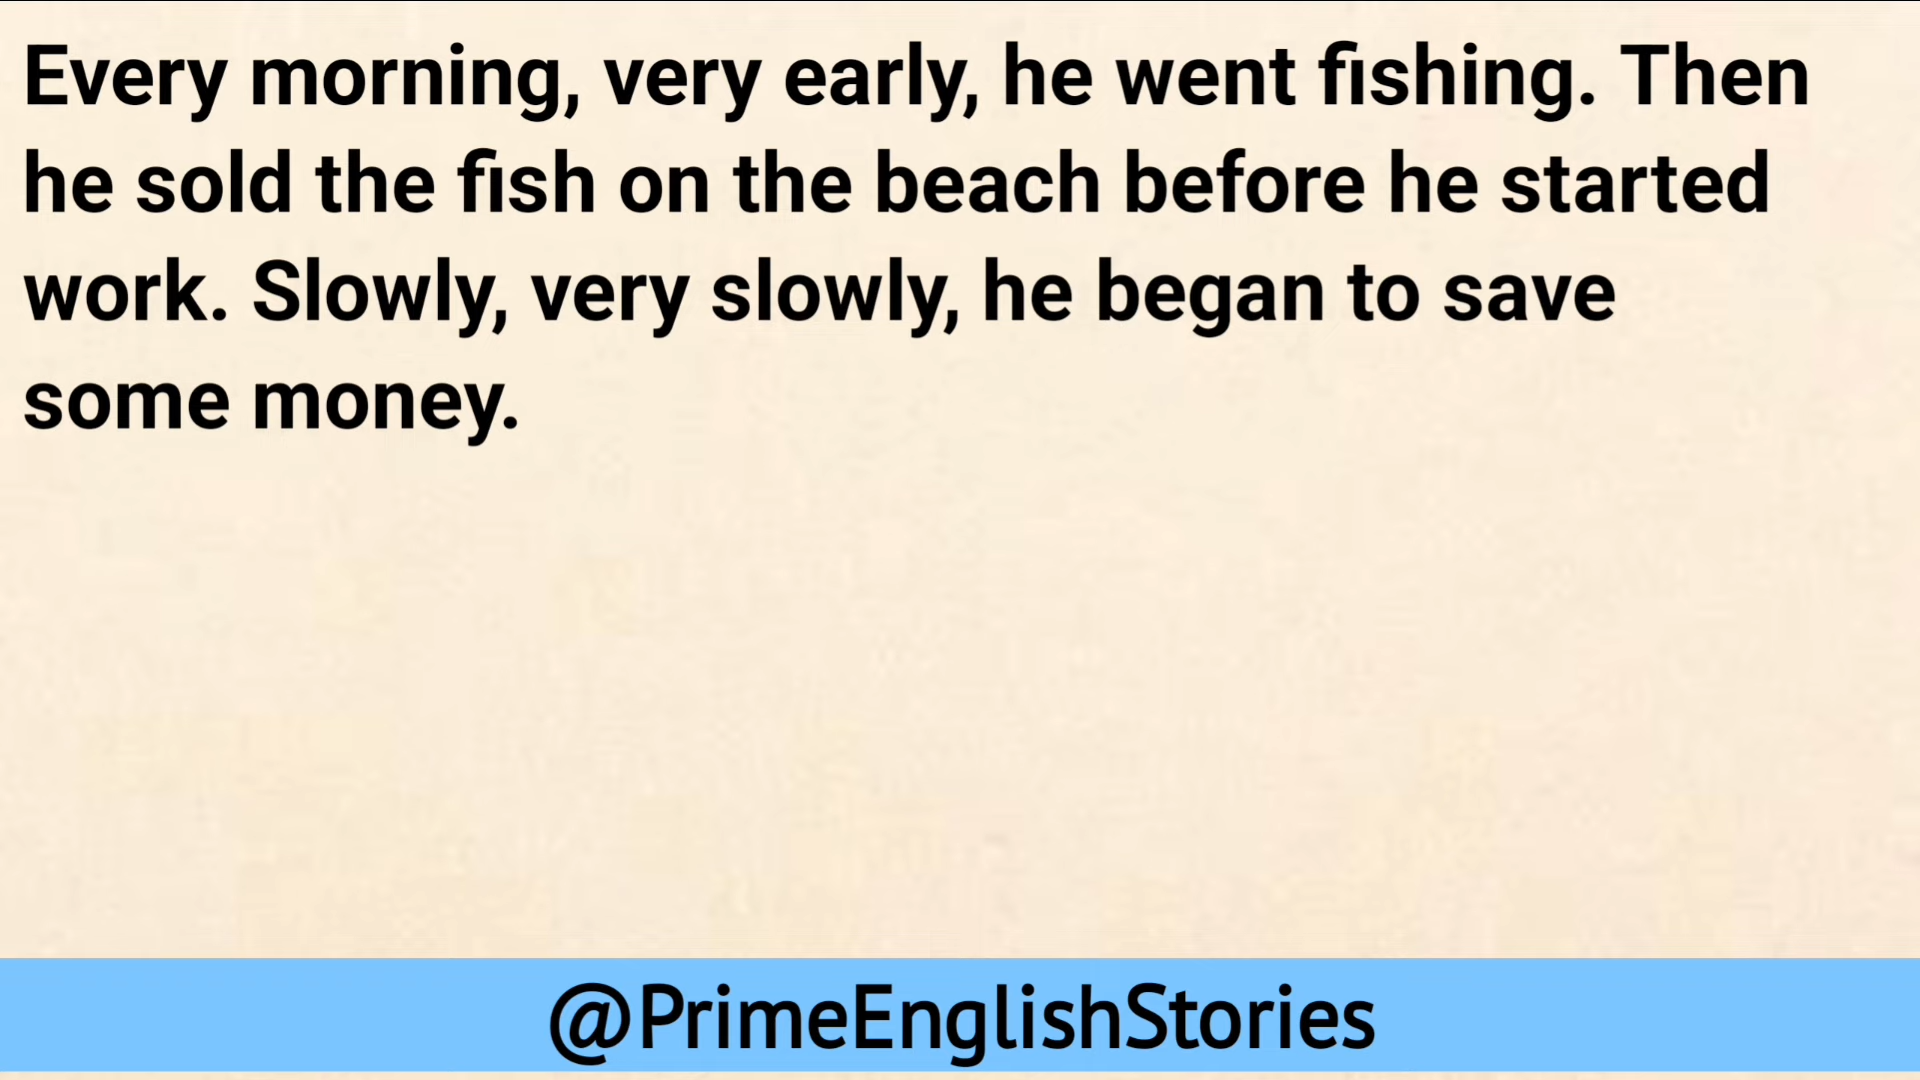 Every morning, very early, he went fishing. Then
he sold the fish on the beach before he started
work. Slowly, very slowly, he began to save
some money.
@PrimeEnglishStories